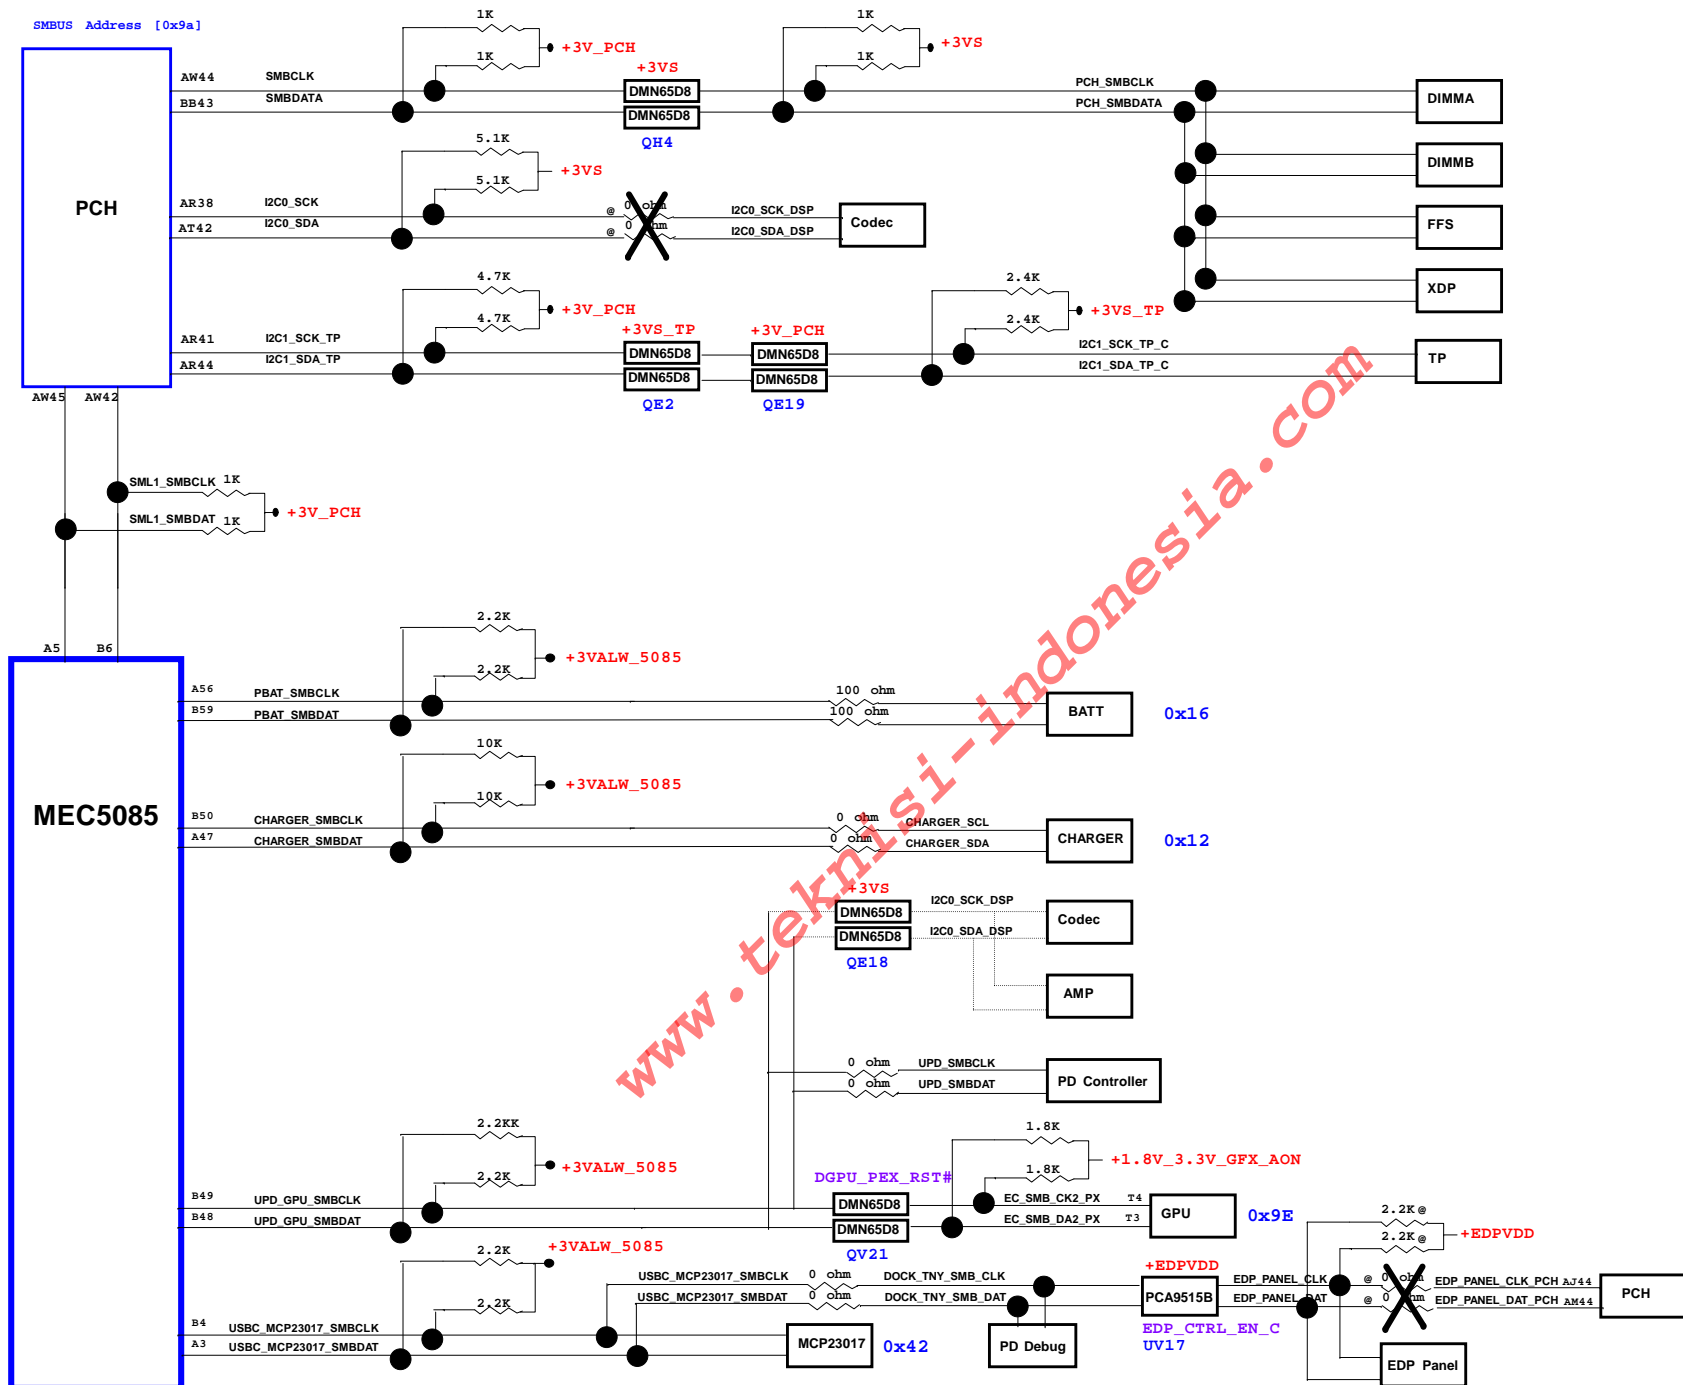 SMBUS Address [0x9a]
PCH
AW44 SMBCLK
BB43 SMBDATA
1K
1K
+3V_PCH
+3VS
DMN65D8
DMN65D8
QH4
1K
1K
+3VS
PCH_SMBCLK
PCH_SMBDATA
DIMMA
DIMMB
FFS
XDP
5.1K
5.1K
+3VS
AR38 I2C0_SCK
AT42 I2C0_SDA
@ 0 ohm
@ 0 ohm
I2C0_SCK_DSP
I2C0_SDA_DSP
Codec
4.7K
4.7K
+3V_PCH
AR41 I2C1_SCK_TP
AR44 I2C1_SDA_TP
+3VS_TP
DMN65D8
DMN65D8
QE2
+3V_PCH
DMN65D8
DMN65D8
QE19
2.4K
2.4K
+3VS_TP
I2C1_SCK_TP_C
I2C1_SDA_TP_C
TP
AW45 AW42
SML1_SMBCLK 1K
SML1_SMBDAT 1K
+3V_PCH
A5 B6
MEC5085
2.2K
2.2K
+3VALW_5085
A56 PBAT_SMBCLK
B59 PBAT_SMBDAT
100 ohm
100 ohm
BATT
0x16
10K
10K
+3VALW_5085
B50 CHARGER_SMBCLK
A47 CHARGER_SMBDAT
0 ohm
0 ohm
CHARGER_SCL
CHARGER_SDA
CHARGER
0x12
+3VS
DMN65D8
DMN65D8
QE18
I2C0_SCK_DSP
I2C0_SDA_DSP
Codec
AMP
0 ohm UPD_SMBCLK
0 ohm UPD_SMBDAT
PD Controller
2.2KK
2.2K
+3VALW_5085
B49 UPD_GPU_SMBCLK
B48 UPD_GPU_SMBDAT
DGPU_PEX_RST#
DMN65D8
DMN65D8
QV21
1.8K
1.8K
+1.8V_3.3V_GFX_AON
EC_SMB_CK2_PX T4
EC_SMB_DA2_PX T3
GPU
0x9E
2.2K
2.2K
+3VALW_5085
B4 USBC_MCP23017_SMBCLK
A3 USBC_MCP23017_SMBDAT
USBC_MCP23017_SMBCLK 0 ohm DOCK_TNY_SMB_CLK
USBC_MCP23017_SMBDAT 0 ohm DOCK_TNY_SMB_DAT
MCP23017
0x42
PD Debug
+EDPVDD
PCA9515B
EDP_CTRL_EN_C
UV17
EDP_PANEL_CLK
EDP_PANEL_DAT
2.2K@
2.2K@
+EDPVDD
@ 0 ohm
@ 0 ohm
EDP_PANEL_CLK_PCH AJ44
EDP_PANEL_DAT_PCH AM44
PCH
EDP Panel
www.teknisi-indonesia.com